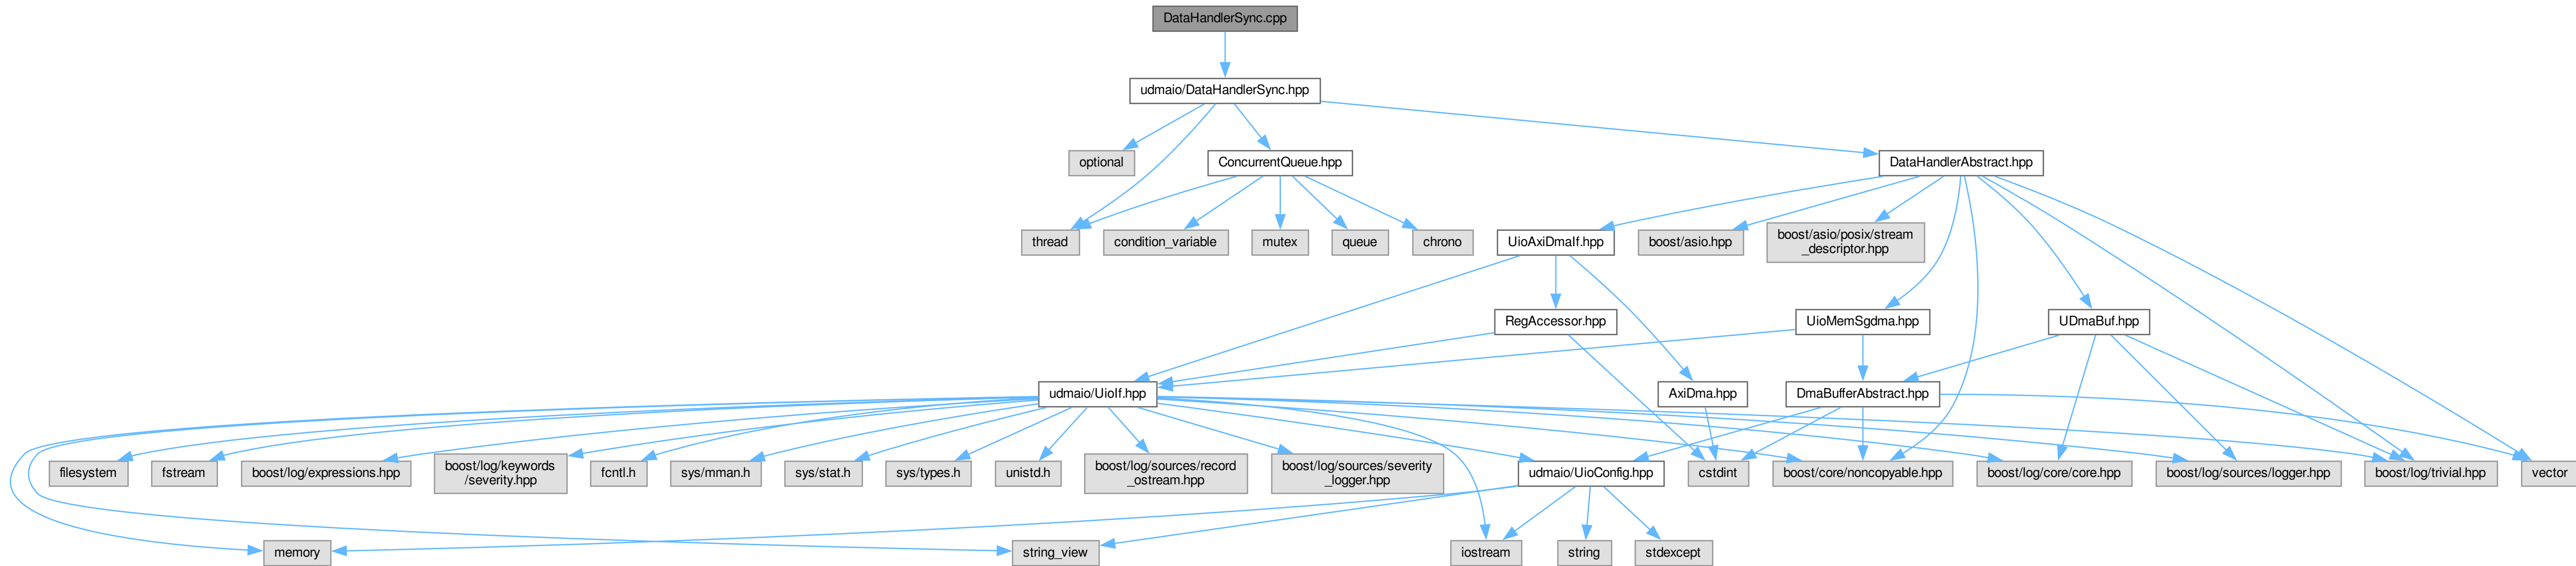 DataHandlerSync.cpp
udmaio/DataHandlerSync.hpp
optional
ConcurrentQueue.hpp
DataHandlerAbstract.hpp
thread
condition_variable
mutex
queue
chrono
UioAxiDmaIf.hpp
boost/asio.hpp
boost/asio/posix/stream
_descriptor.hpp
RegAccessor.hpp
UioMemSgdma.hpp
UDmaBuf.hpp
udmaio/UioIf.hpp
AxiDma.hpp
DmaBufferAbstract.hpp
filesystem
fstream
boost/log/expressions.hpp
boost/log/keywords
/severity.hpp
fcntl.h
sys/mman.h
sys/stat.h
sys/types.h
unistd.h
boost/log/sources/record
_ostream.hpp
boost/log/sources/severity
_logger.hpp
udmaio/UioConfig.hpp
cstdint
boost/core/noncopyable.hpp
boost/log/core/core.hpp
boost/log/sources/logger.hpp
boost/log/trivial.hpp
vector
memory
string_view
iostream
string
stdexcept